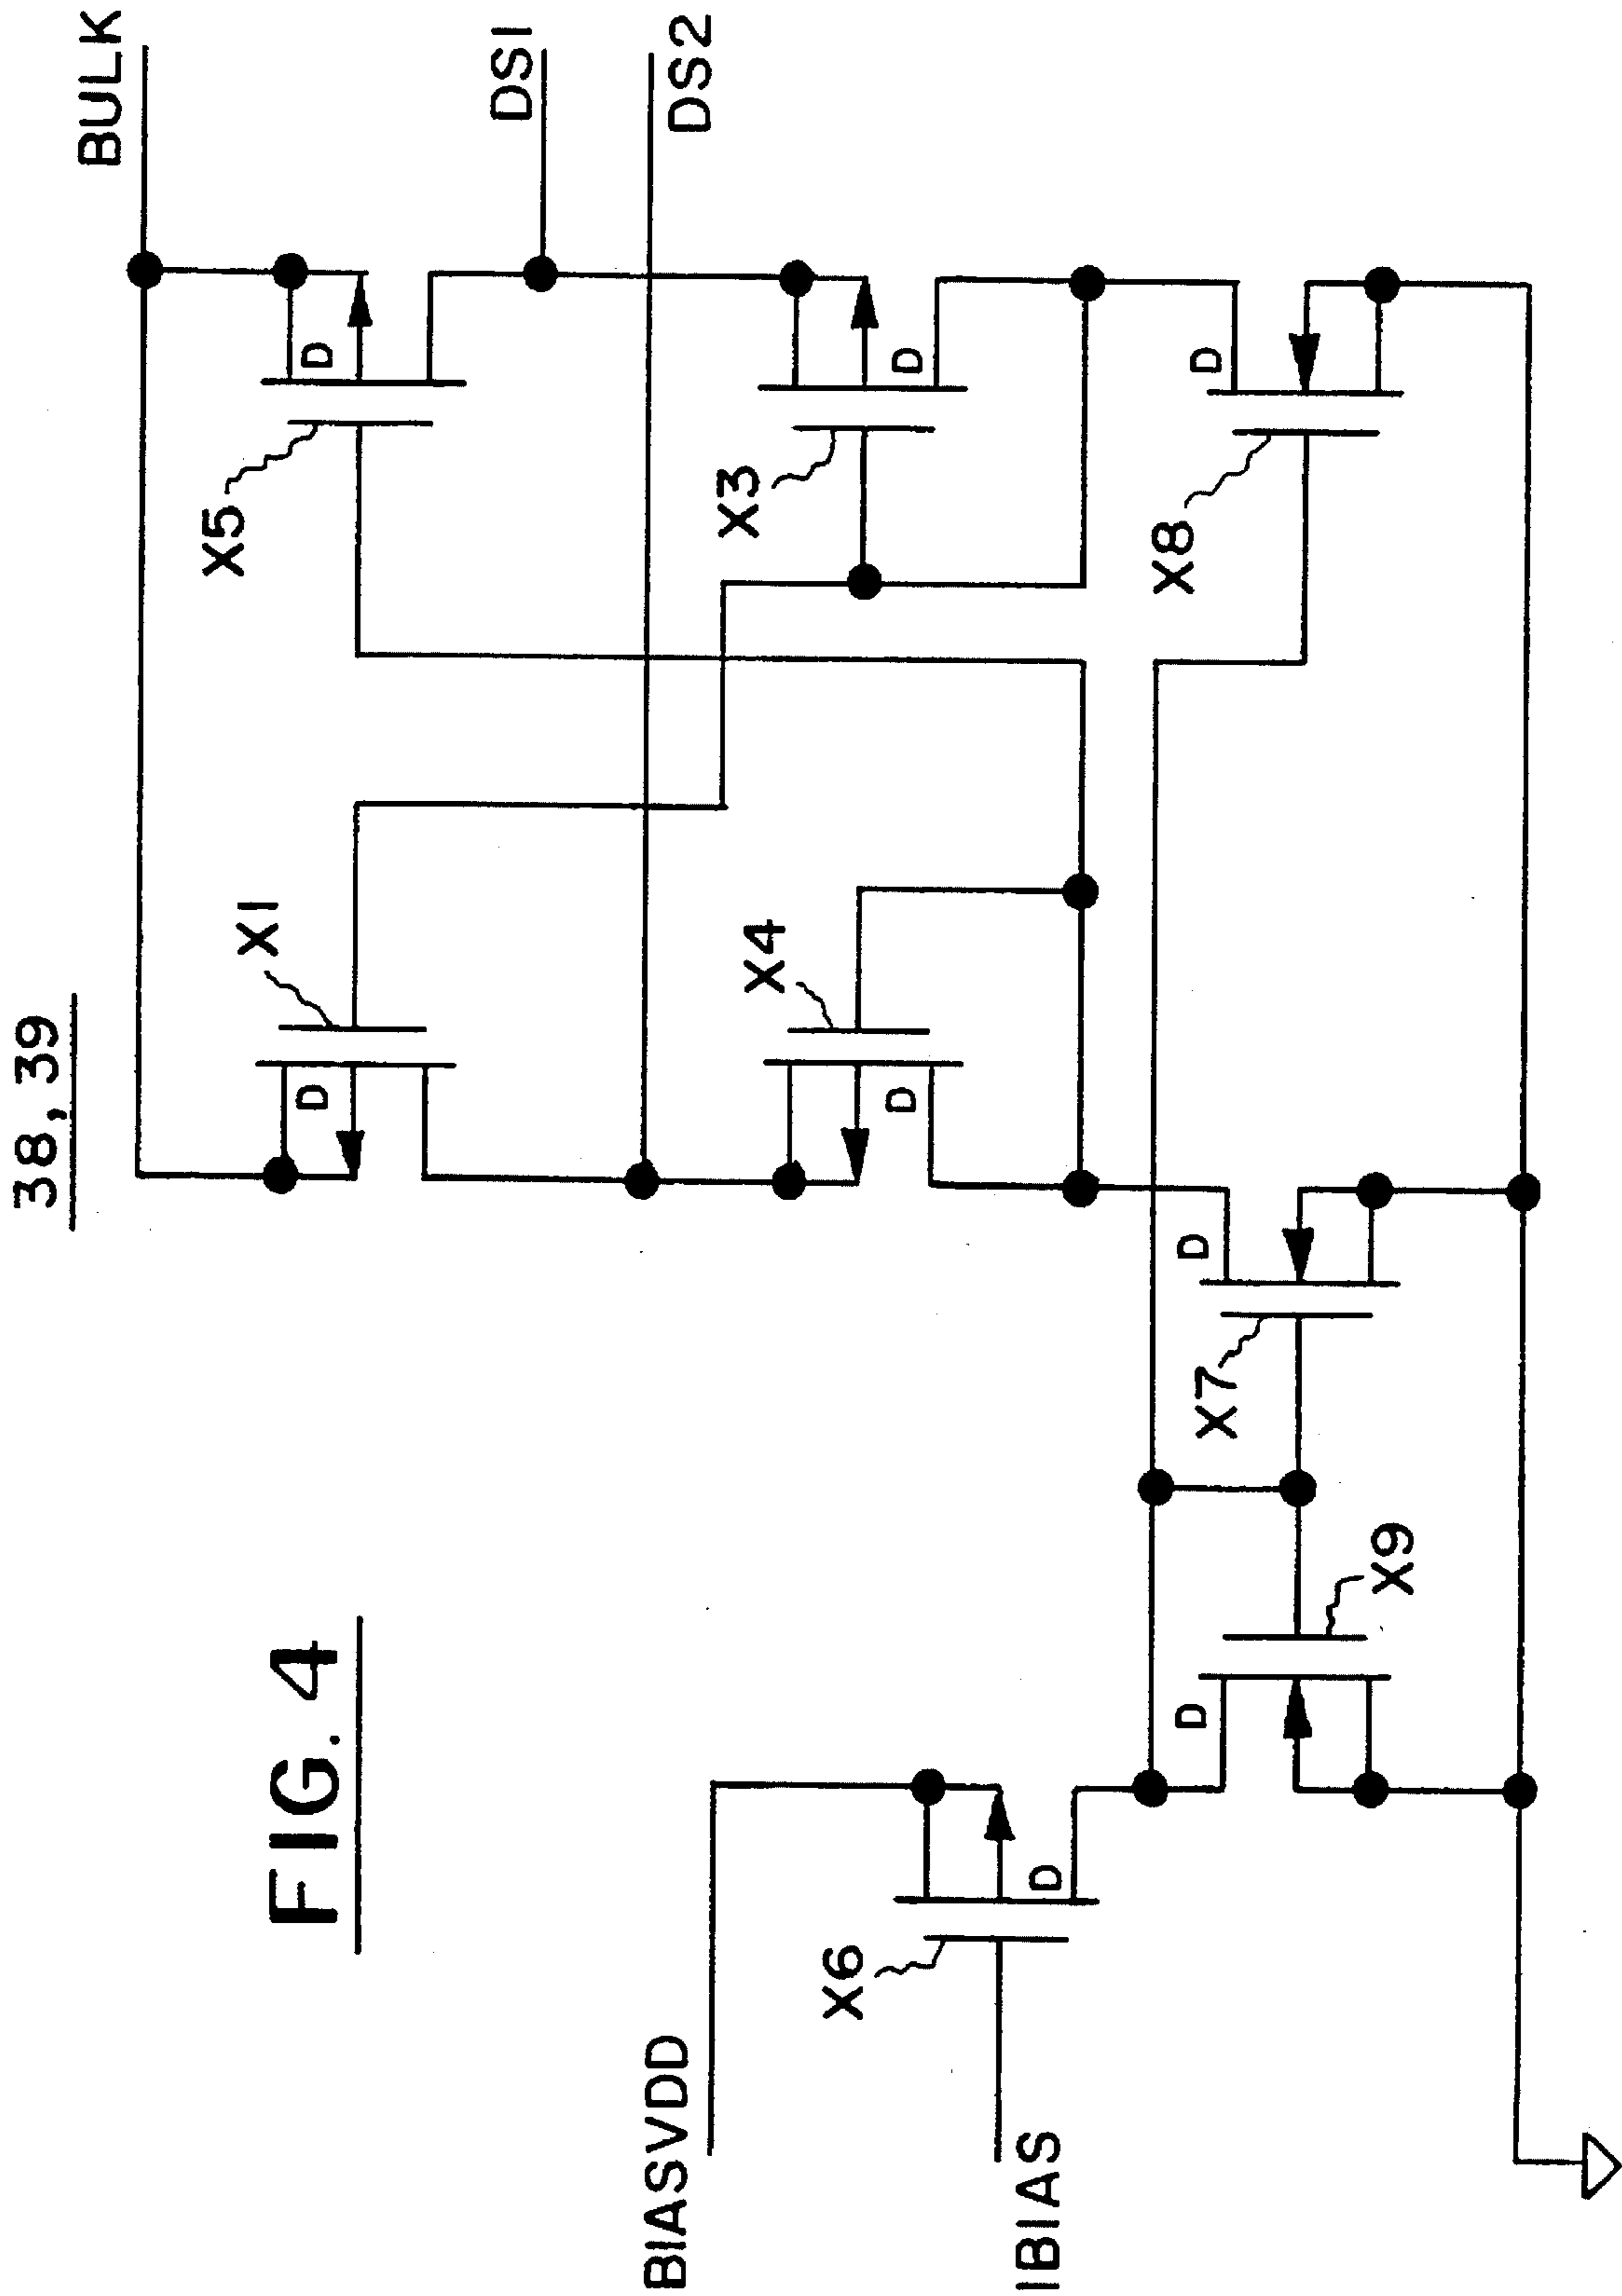 38, 39
FIG. 4
BULK
DS1
DS2
X1
D
X5
D
X4
D
X3
D
BIASVDD
IBIAS
X6
D
X9
D
X7
D
X8
D